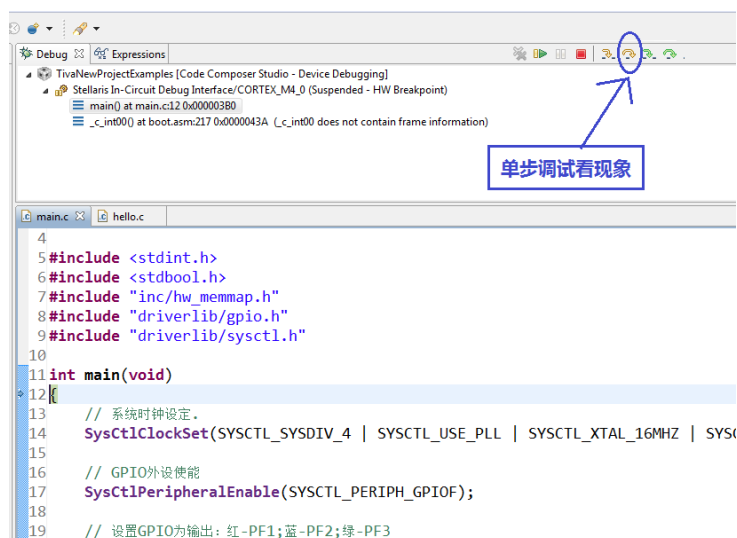 Debug Expressions
TivaNewProjectExamples [Code Composer Studio - Device Debugging]
Stellaris In-Circuit Debug Interface/CORTEX_M4_0 (Suspended - HW Breakpoint)
main() at main.c:12 0x000003B0
_c_int00() at boot.asm:217 0x0000043A (_c_int00 does not contain frame information)
单步调试看现象
main.c hello.c
4
5 #include <stdint.h>
6 #include <stdbool.h>
7 #include "inc/hw_memmap.h"
8 #include "driverlib/gpio.h"
9 #include "driverlib/sysctl.h"
10
11 int main(void)
12 {
13 // 系统时钟设定.
14 SysCtlClockSet(SYSCTL_SYSDIV_4 | SYSCTL_USE_PLL | SYSCTL_XTAL_16MHZ | SYSC
15
16 // GPIO外设使能
17 SysCtlPeripheralEnable(SYSCTL_PERIPH_GPIOF);
18
19 // 设置GPIO为输出: 红-PF1;蓝-PF2;绿-PF3